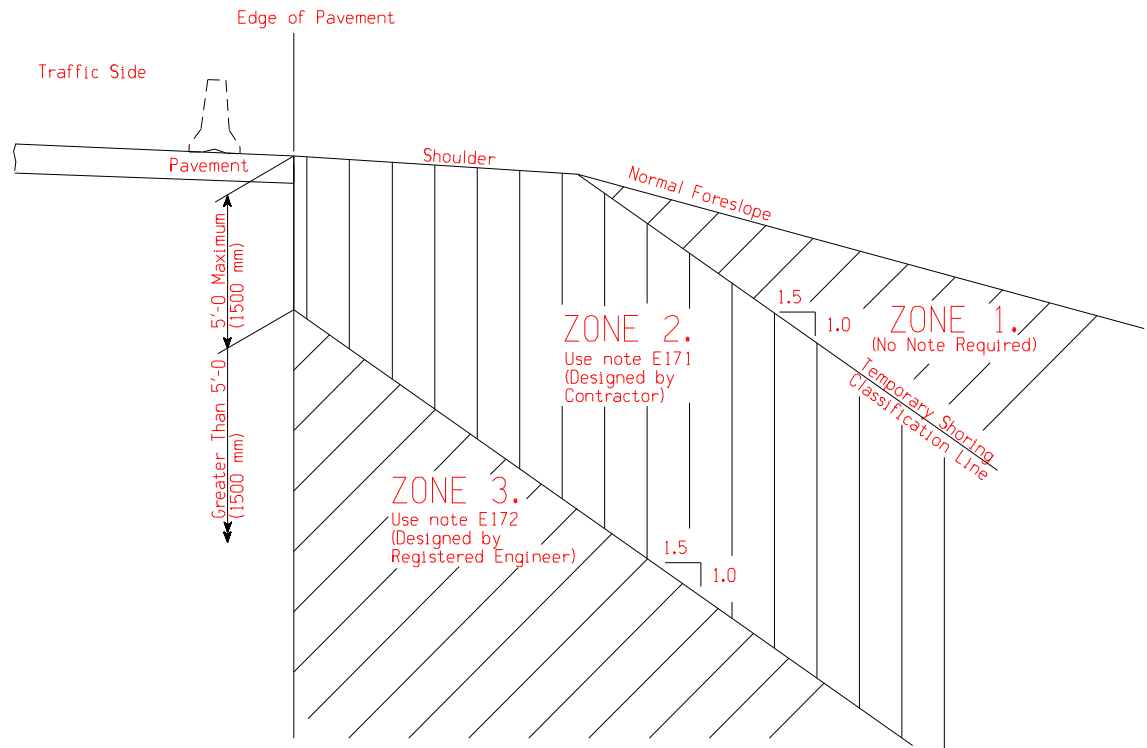 Edge of Pavement
Traffic Side
Pavement
Shoulder
Normal Foreslope
5'-0 Maximum
(1500 mm)
Greater Than 5'-0
(1500 mm)
1.5
1.0
ZONE 1.
(No Note Required)
Temporary Shoring
Classification Line
ZONE 2.
Use note E171
(Designed by
Contractor)
ZONE 3.
Use note E172
(Designed by
Registered Engineer)
1.5
1.0